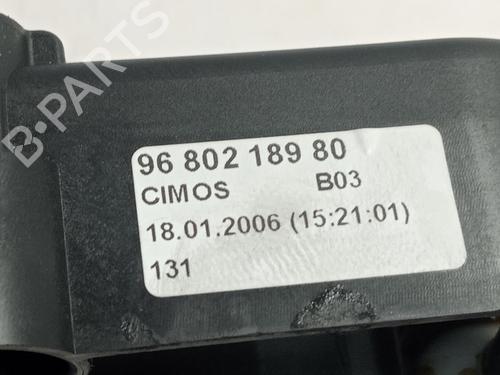 B-PARTS
96 802 189 80
CIMOS B03
18.01.2006 (15:21:01)
131